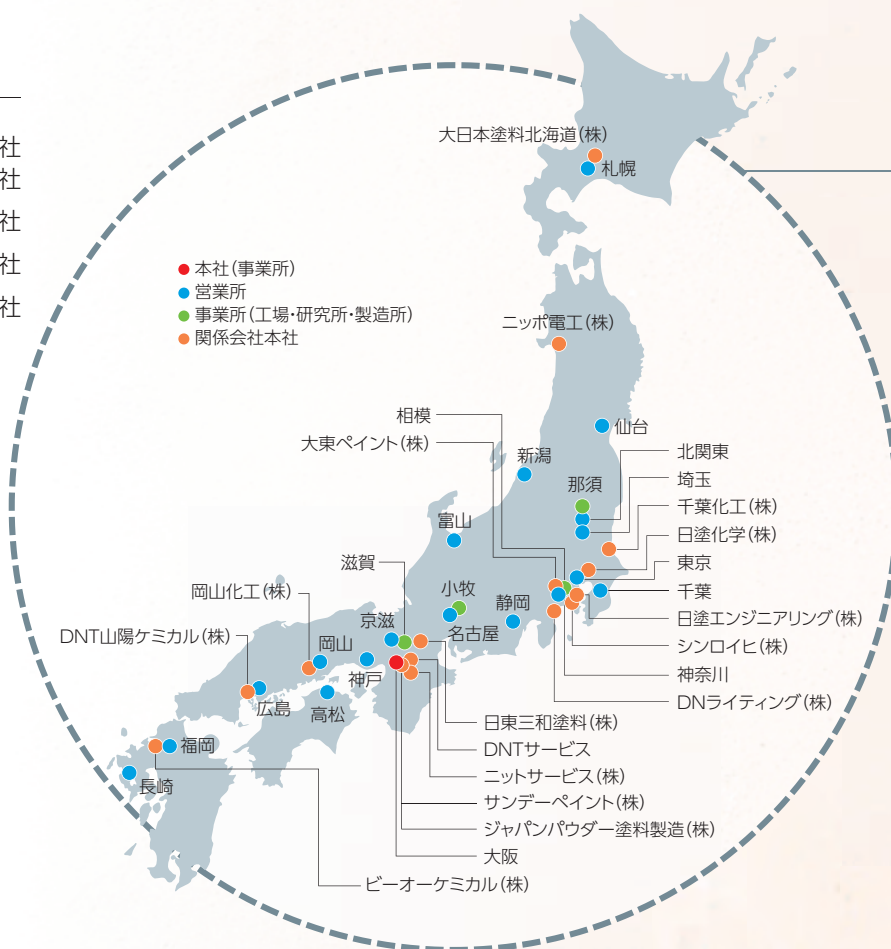 社
社
社
社
社
大日本塗料北海道(株)
札幌
本社(事業所)
営業所
事業所(工場・研究所・製造所)
関係会社本社
ニッポ電工(株)
相模
仙台
大東ペイント(株)
北関東
新潟
埼玉
那須
千葉化工(株)
富山
日塗化学(株)
滋賀
東京
岡山化工(株)
小牧
千葉
静岡
京滋
日塗エンジニアリング(株)
DNT山陽ケミカル(株)
岡山
名古屋
シンロイヒ(株)
神戸
神奈川
広島
高松
DNライティング(株)
日東三和塗料(株)
福岡
DNTサービス
長崎
ニットサービス(株)
サンデーペイント(株)
ジャパンパウダー塗料製造(株)
大阪
ビーオーケミカル(株)